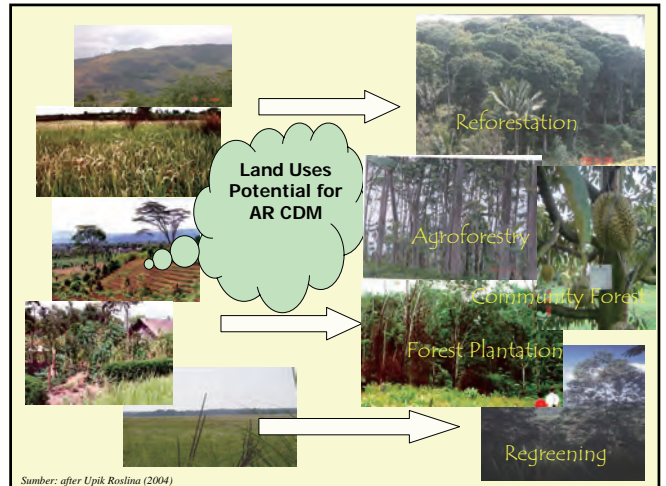 Land Uses
Potential for
AR CDM
Reforestation
Agroforestry
Community Forest
Forest Plantation
Regreening
Sumber: after Upik Roslina (2004)